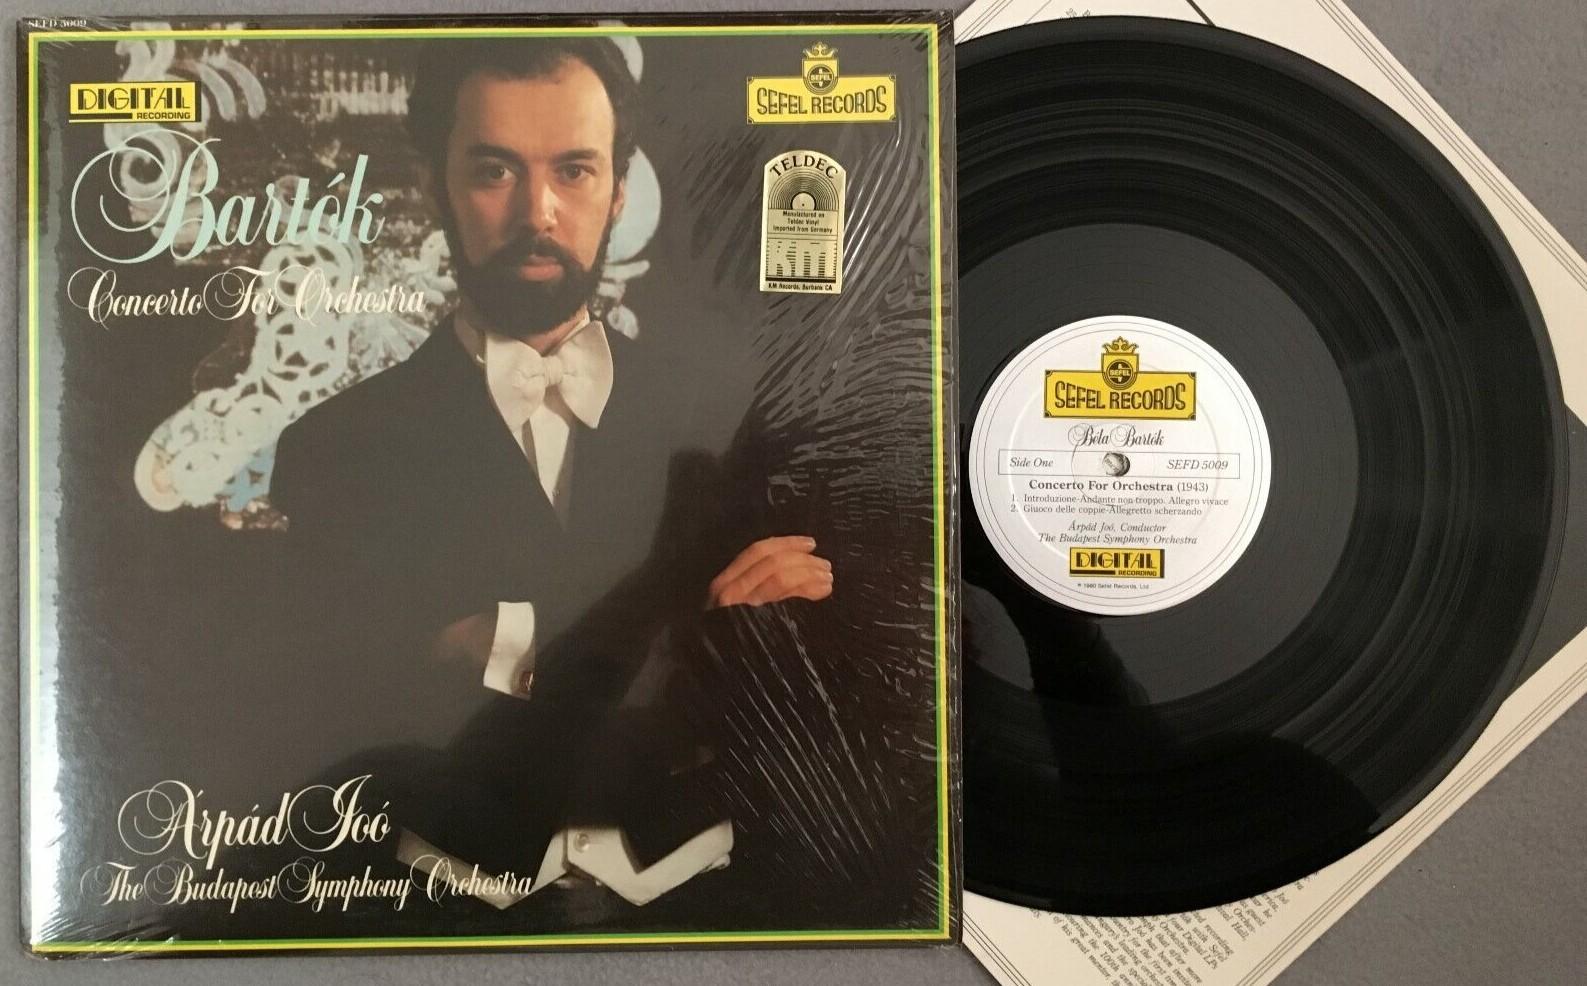 SEFD 5009
DIGITAL
RECORDING
SEFEL
SEFEL RECORDS
Bartók
Concerto For Orchestra
TELDEC
Manufactured on
Teldec Vinyl
Imported from Germany
KM
KM Records, Burbank CA
Árpád Joó
The Budapest Symphony Orchestra
SEFEL
SEFEL RECORDS
Béla Bartók
Side One
SEFD 5009
Concerto For Orchestra (1943)
1. Introduzione-Andante non troppo. Allegro vivace
2. Giuoco delle coppie-Allegretto scherzando
Árpád Joó, Conductor
The Budapest Symphony Orchestra
DIGITAL
RECORDING
℗ 1980 Sefel Records, Ltd